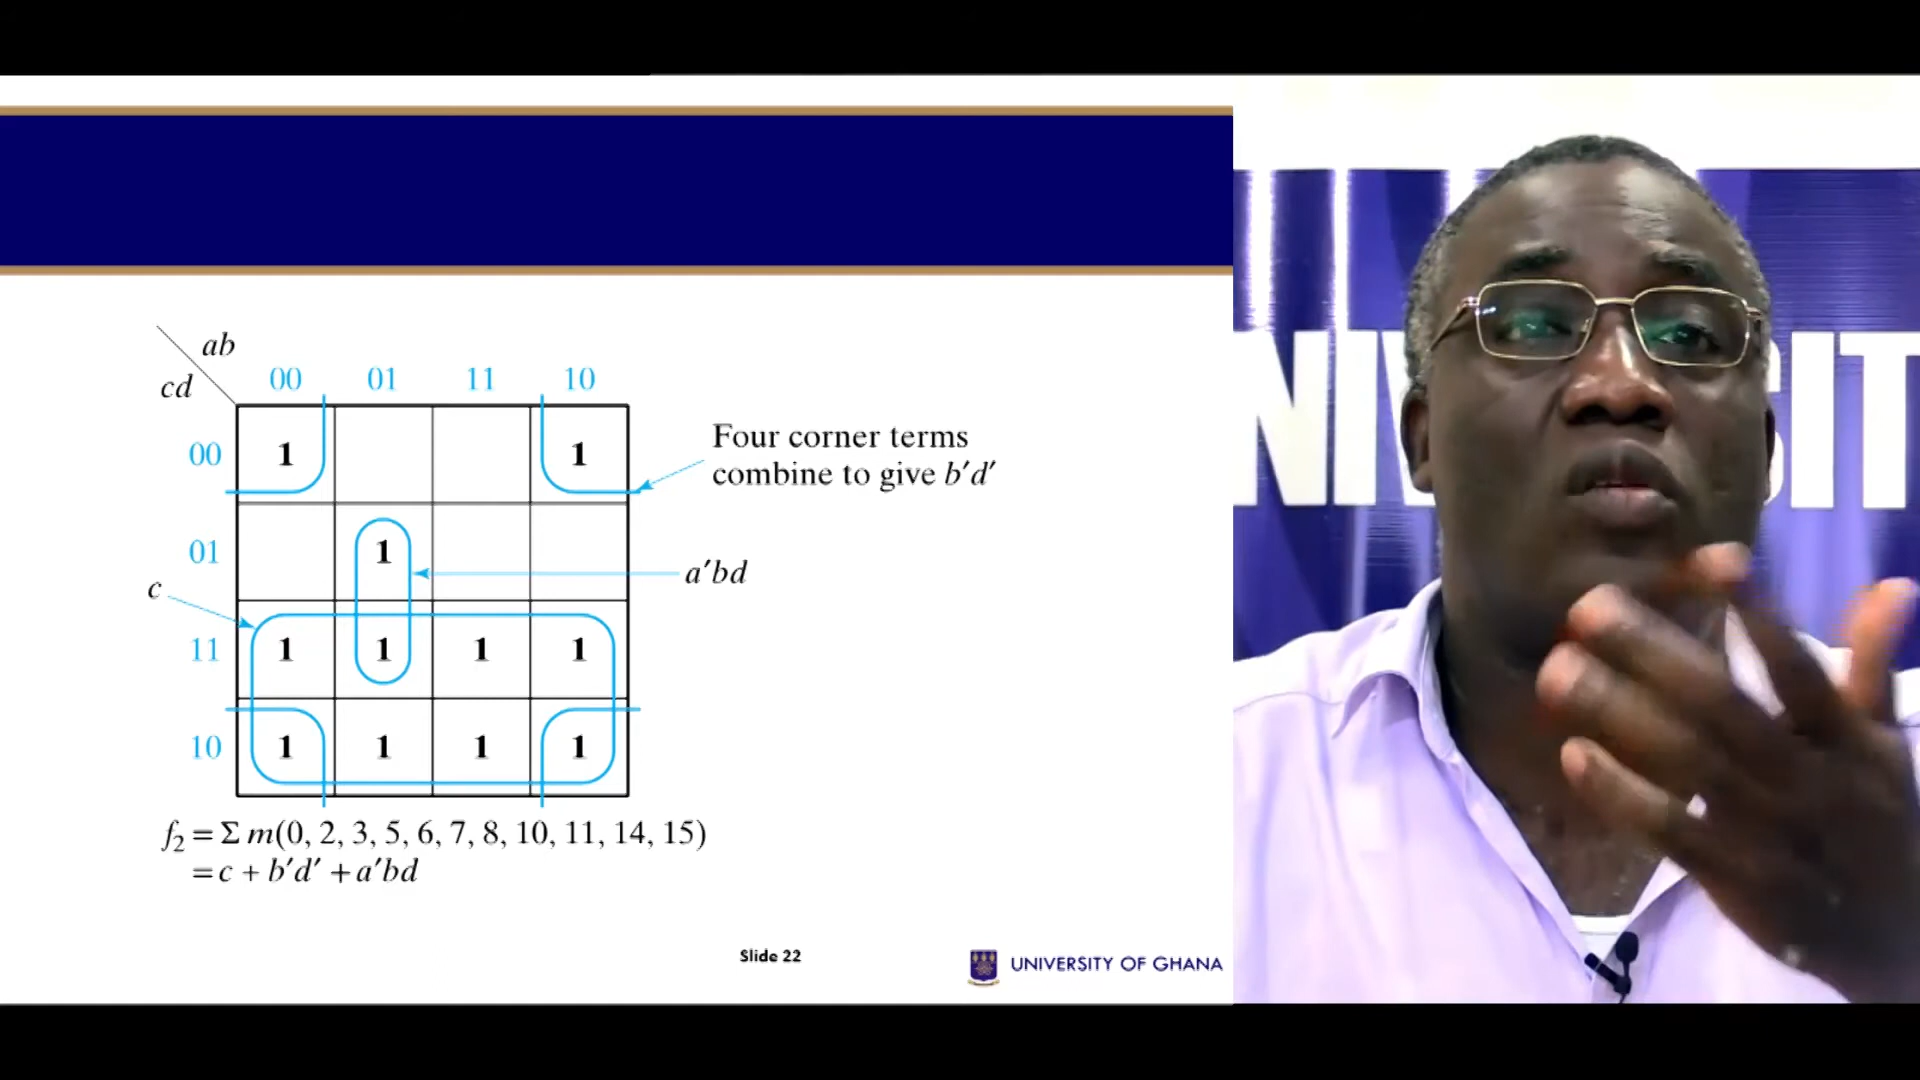 ab
cd
00 01 11 10
00 1 1
01 1
11 1 1 1 1
10 1 1 1 1
Four corner terms
combine to give b′d′
a′bd
c
f₂ = Σ m(0, 2, 3, 5, 6, 7, 8, 10, 11, 14, 15)
= c + b′d′ + a′bd
Slide 22
UNIVERSITY OF GHANA